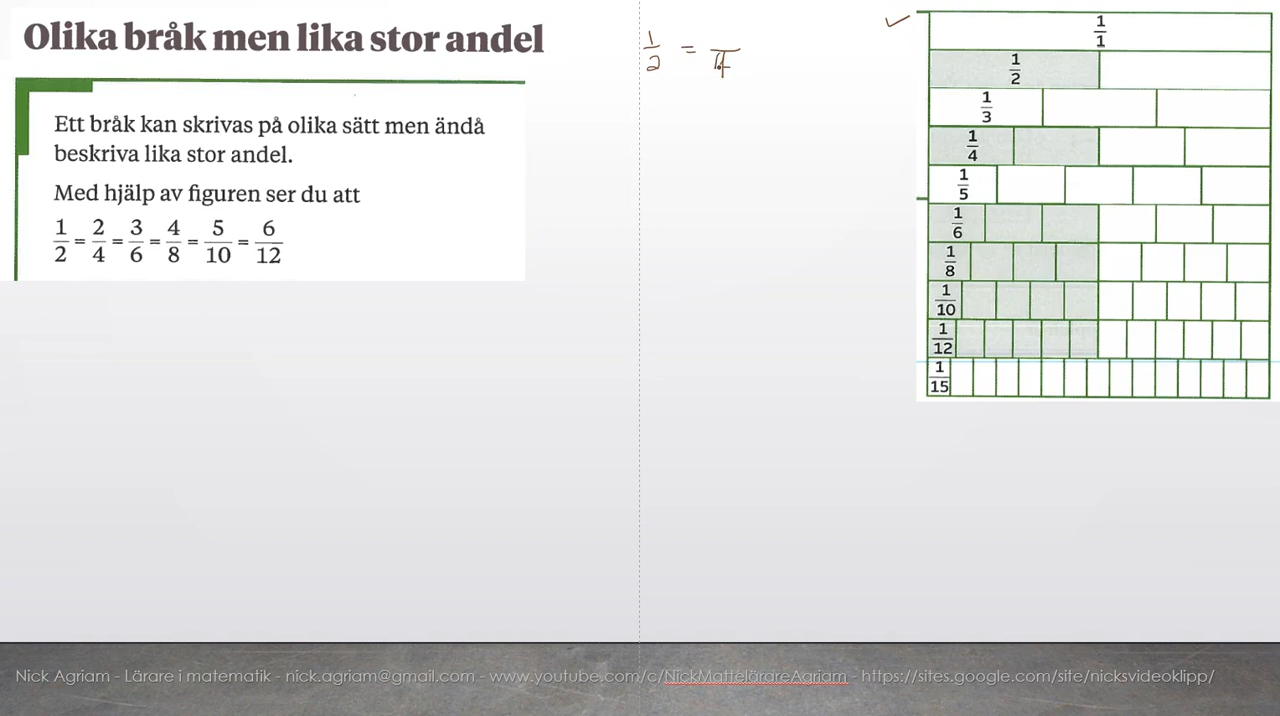 Olika bråk men lika stor andel
Ett bråk kan skrivas på olika sätt men ändå
beskriva lika stor andel.
Med hjälp av figuren ser du att
1/2 = 2/4 = 3/6 = 4/8 = 5/10 = 6/12
1/2 = /4
1/1
1/2
1/3
1/4
1/5
1/6
1/8
1/10
1/12
1/15
Nick Agriam - Lärare i matematik - nick.agriam@gmail.com - www.youtube.com/c/NickMattelärareAgriam - https://sites.google.com/site/nicksvideoklipp/